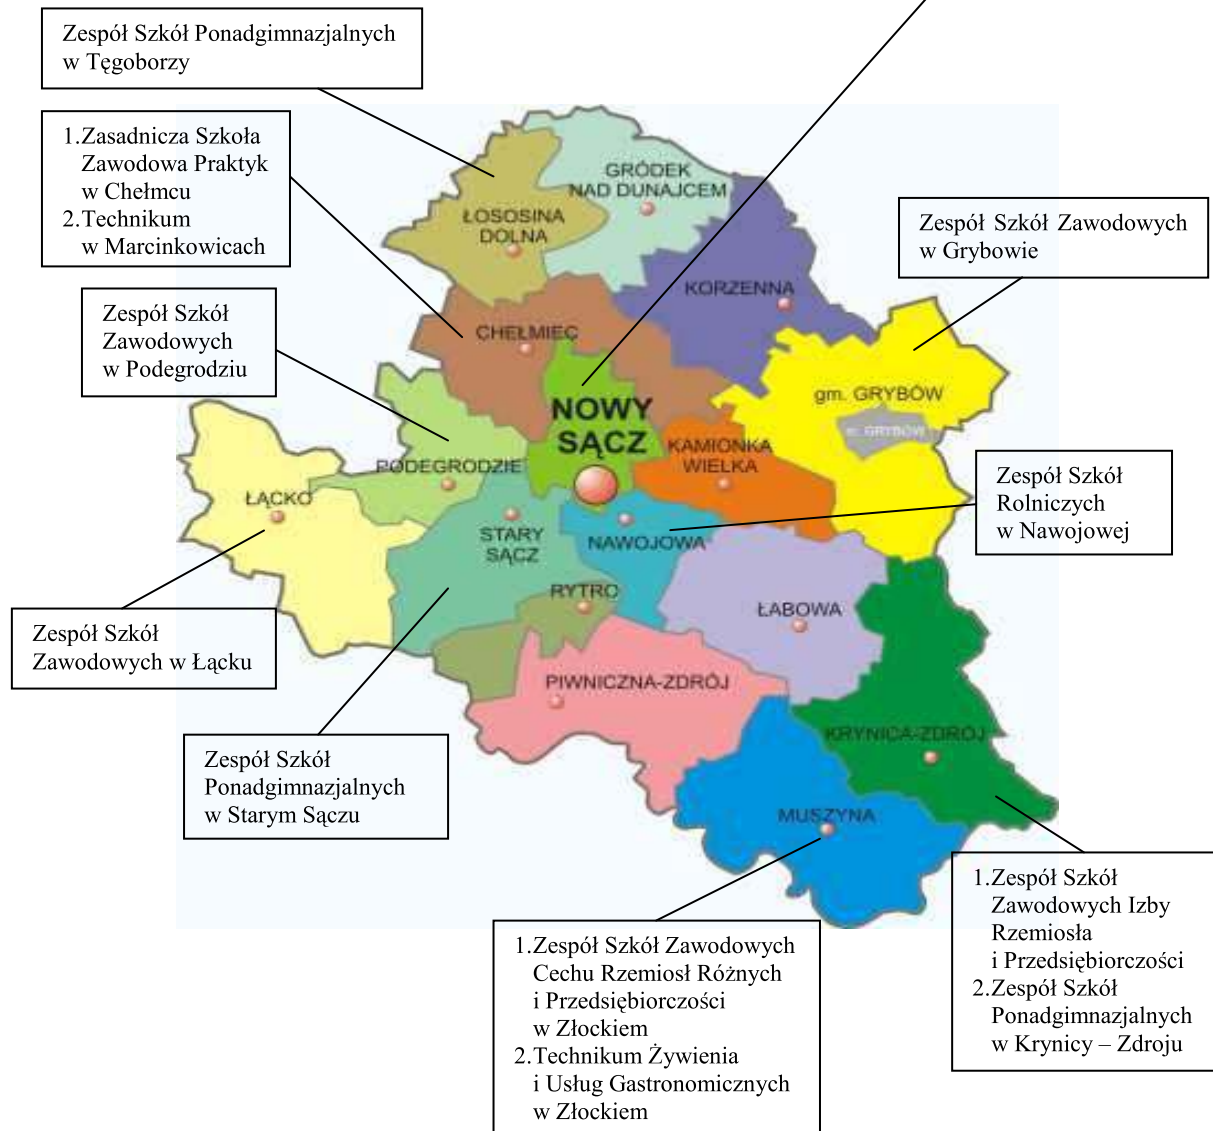 Zespół Szkół Ponadgimnazjalnych
w Tęgoborzy
1.Zasadnicza Szkoła
Zawodowa Praktyk
w Chełmcu
2.Technikum
w Marcinkowicach
Zespół Szkół
Zawodowych
w Podegrodziu
Zespół Szkół Zawodowych
w Grybowie
GRÓDEK
NAD DUNAJCEM
ŁOSOSINA
DOLNA
KORZENNA
CHEŁMIEC
gm. GRYBÓW
m. GRYBÓW
NOWY
SĄCZ
KAMIONKA
WIELKA
PODEGRODZIE
ŁĄCKO
STARY
SĄCZ
NAWOJOWA
RYTRO
ŁABOWA
PIWNICZNA-ZDRÓJ
KRYNICA-ZDRÓJ
MUSZYNA
Zespół Szkół
Rolniczych
w Nawojowej
Zespół Szkół
Zawodowych w Łącku
Zespół Szkół
Ponadgimnazjalnych
w Starym Sączu
1.Zespół Szkół Zawodowych
Cechu Rzemiosł Różnych
i Przedsiębiorczości
w Złockiem
2.Technikum Żywienia
i Usług Gastronomicznych
w Złockiem
1.Zespół Szkół
Zawodowych Izby
Rzemiosła
i Przedsiębiorczości
2.Zespół Szkół
Ponadgimnazjalnych
w Krynicy – Zdroju